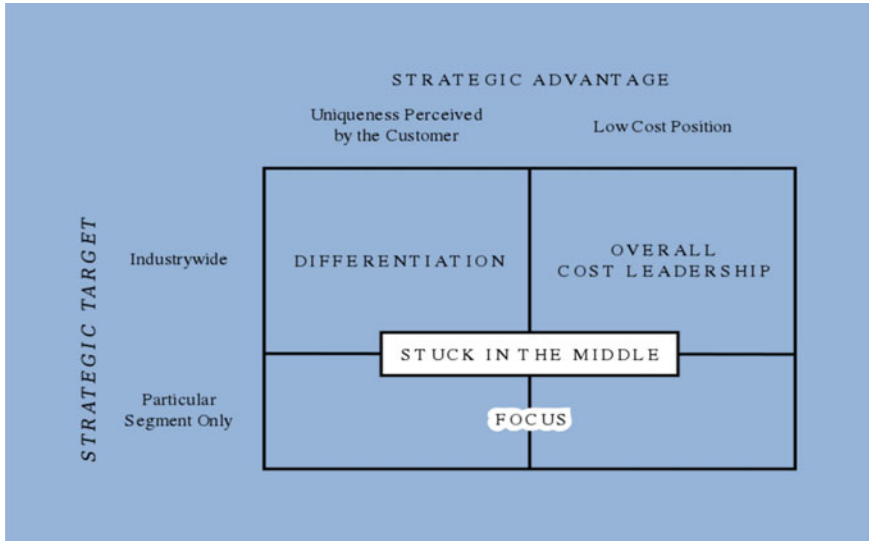 STRATEGIC ADVANTAGE
Uniqueness Perceived
by the Customer
Low Cost Position
STRATEGIC TARGET
Industrywide
DIFFERENTIATION
OVERALL
COST LEADERSHIP
STUCK IN THE MIDDLE
Particular
Segment Only
FOCUS